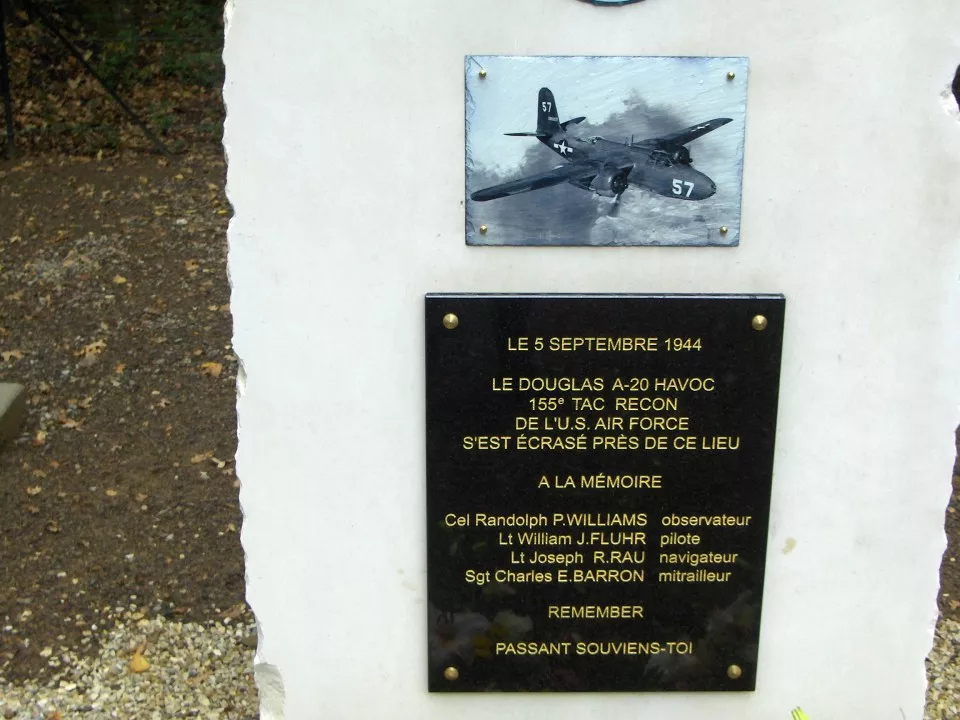 57
57
LE 5 SEPTEMBRE 1944
LE DOUGLAS A-20 HAVOC
155e TAC RECON
DE L'U.S. AIR FORCE
S'EST ÉCRASÉ PRÈS DE CE LIEU
A LA MÉMOIRE
Cel Randolph P.WILLIAMS observateur
Lt William J.FLUHR pilote
Lt Joseph R.RAU navigateur
Sgt Charles E.BARRON mitrailleur
REMEMBER
PASSANT SOUVIENS-TOI